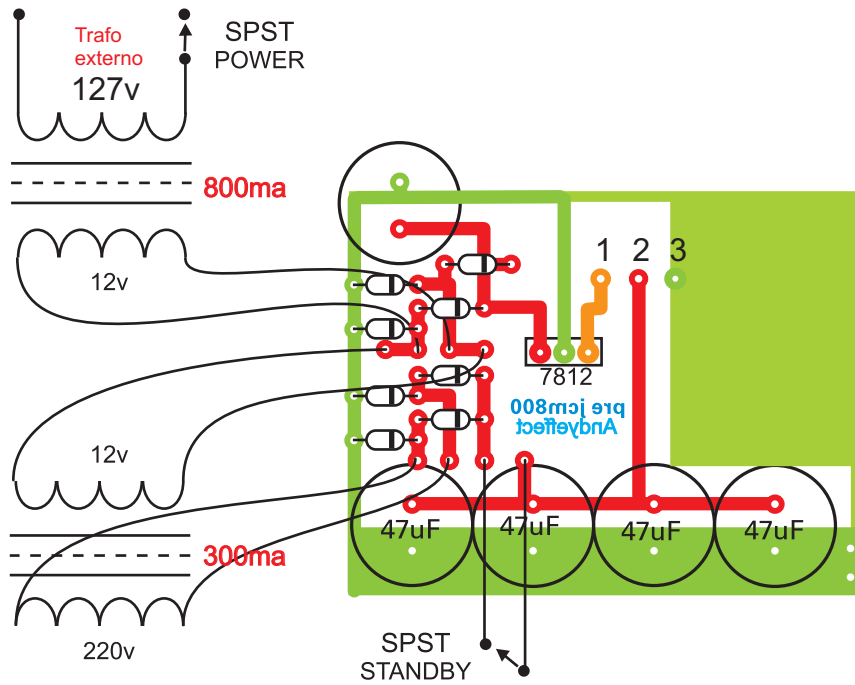 Trafo
externo
127v
SPST
POWER
800ma
12v
1 2 3
7812
pre jcm800
Andyeffect
12v
47uF 47uF 47uF 47uF
300ma
220v
SPST
STANDBY